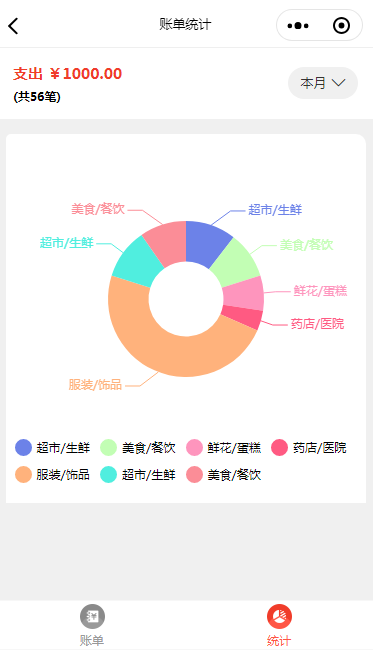 账单统计
支出 ￥1000.00
(共56笔)
本月
美食/餐饮
超市/生鲜
超市/生鲜
美食/餐饮
鲜花/蛋糕
药店/医院
服装/饰品
超市/生鲜 美食/餐饮 鲜花/蛋糕 药店/医院
服装/饰品 超市/生鲜 美食/餐饮
账单
统计